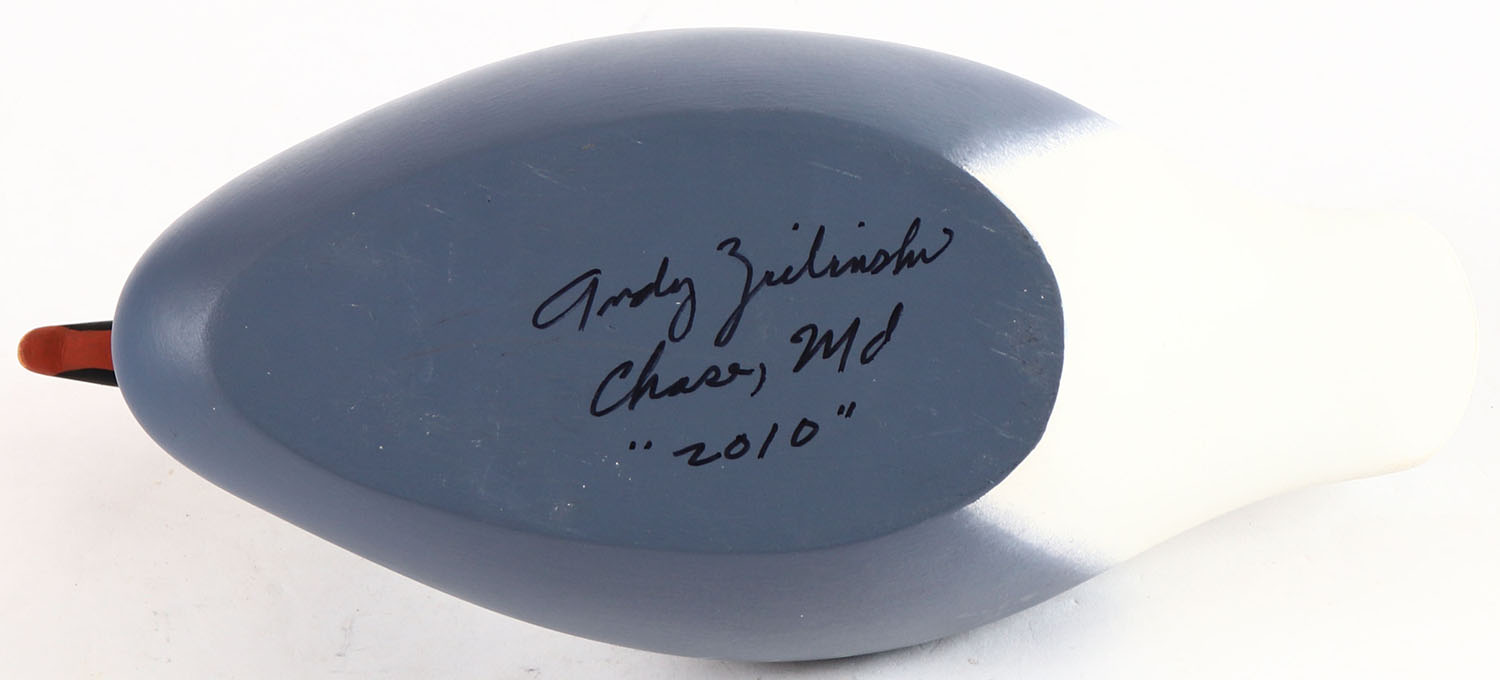 Andy Zielinski
Chase, Md
"2010"